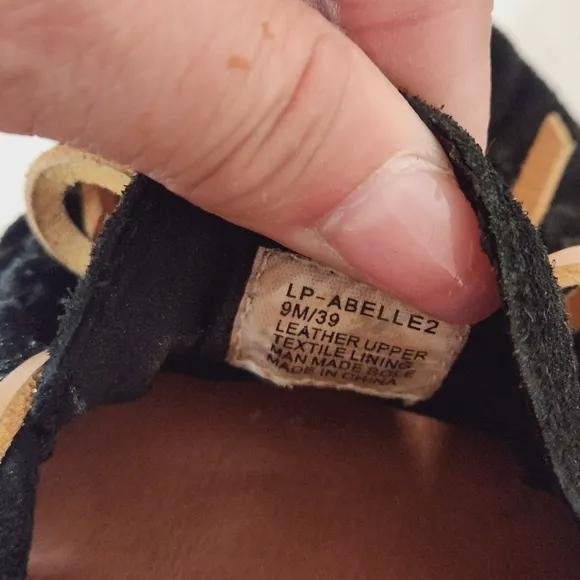 LP-ABELLE2
9M/39
LEATHER UPPER
TEXTILE LINING
MAN MADE SOLE
MADE IN CHINA